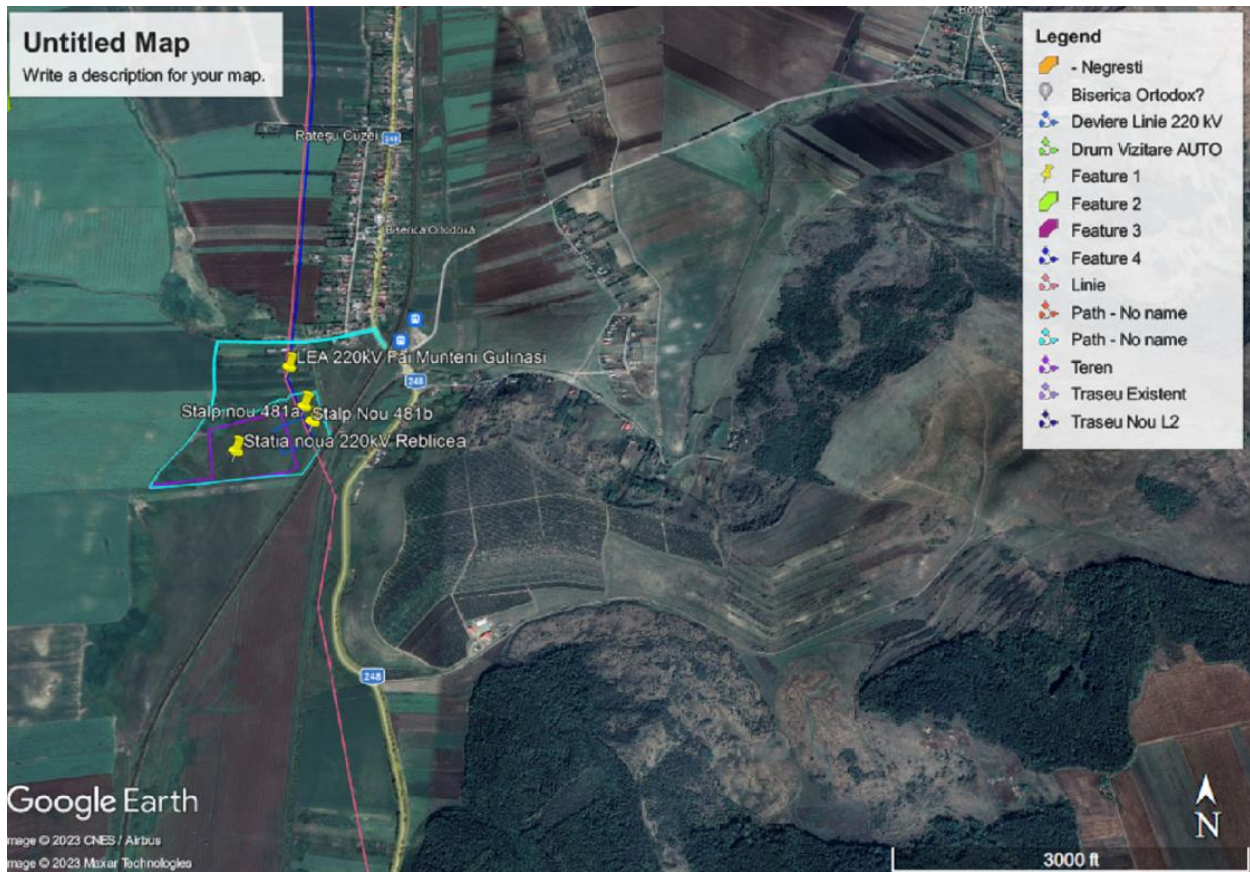 Untitled Map
Write a description for your map.
Legend
- Negresti
Biserica Ortodox?
Deviere Linie 220 kV
Drum Vizitare AUTO
Feature 1
Feature 2
Feature 3
Feature 4
Linie
Path - No name
Path - No name
Teren
Traseu Existent
Traseu Nou L2
Rateșu Cuzei
248
Biserica Ortodoxă
LEA 220kV Fai Munteni Gutinasi
248
Stalp nou 481a
Stalp Nou 481b
Statia noua 220kV Reblicea
248
Google Earth
mage © 2023 CNES / Airbus
mage © 2023 Maxar Technologies
N
3000 ft